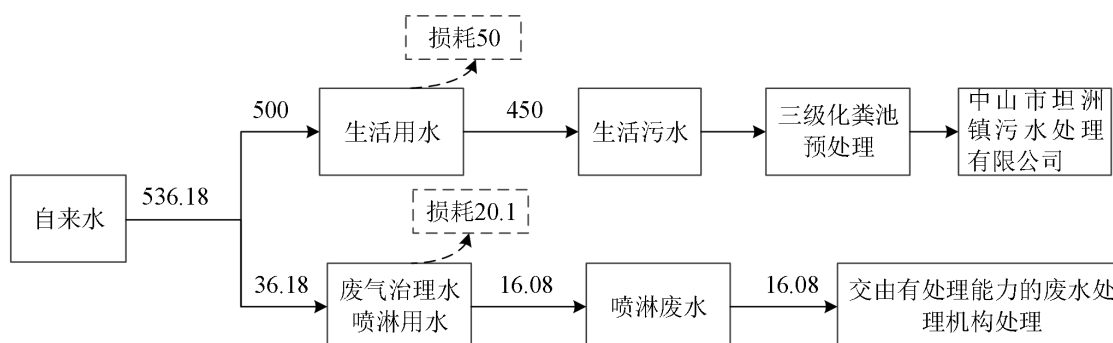 损耗50
500
生活用水
450
生活污水
三级化粪池
预处理
中山市坦洲
镇污水处理
有限公司
自来水
536.18
损耗20.1
36.18
废气治理水
喷淋用水
16.08
喷淋废水
16.08
交由有处理能力的废水处
理机构处理